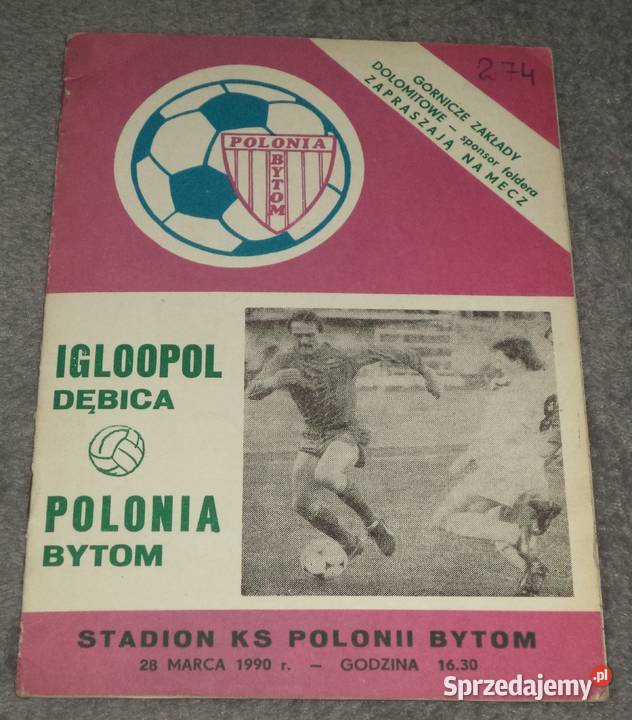 274
GORNICZE ZAKŁADY
DOLOMITOWE – sponsor foldera
ZAPRASZAJĄ NA MECZ
POLONIA
BYTOM
IGLOOPOL
DĘBICA
POLONIA
BYTOM
STADION KS POLONII BYTOM
28 MARCA 1990 r. – GODZINA 16.30
Sprzedajemy.pl